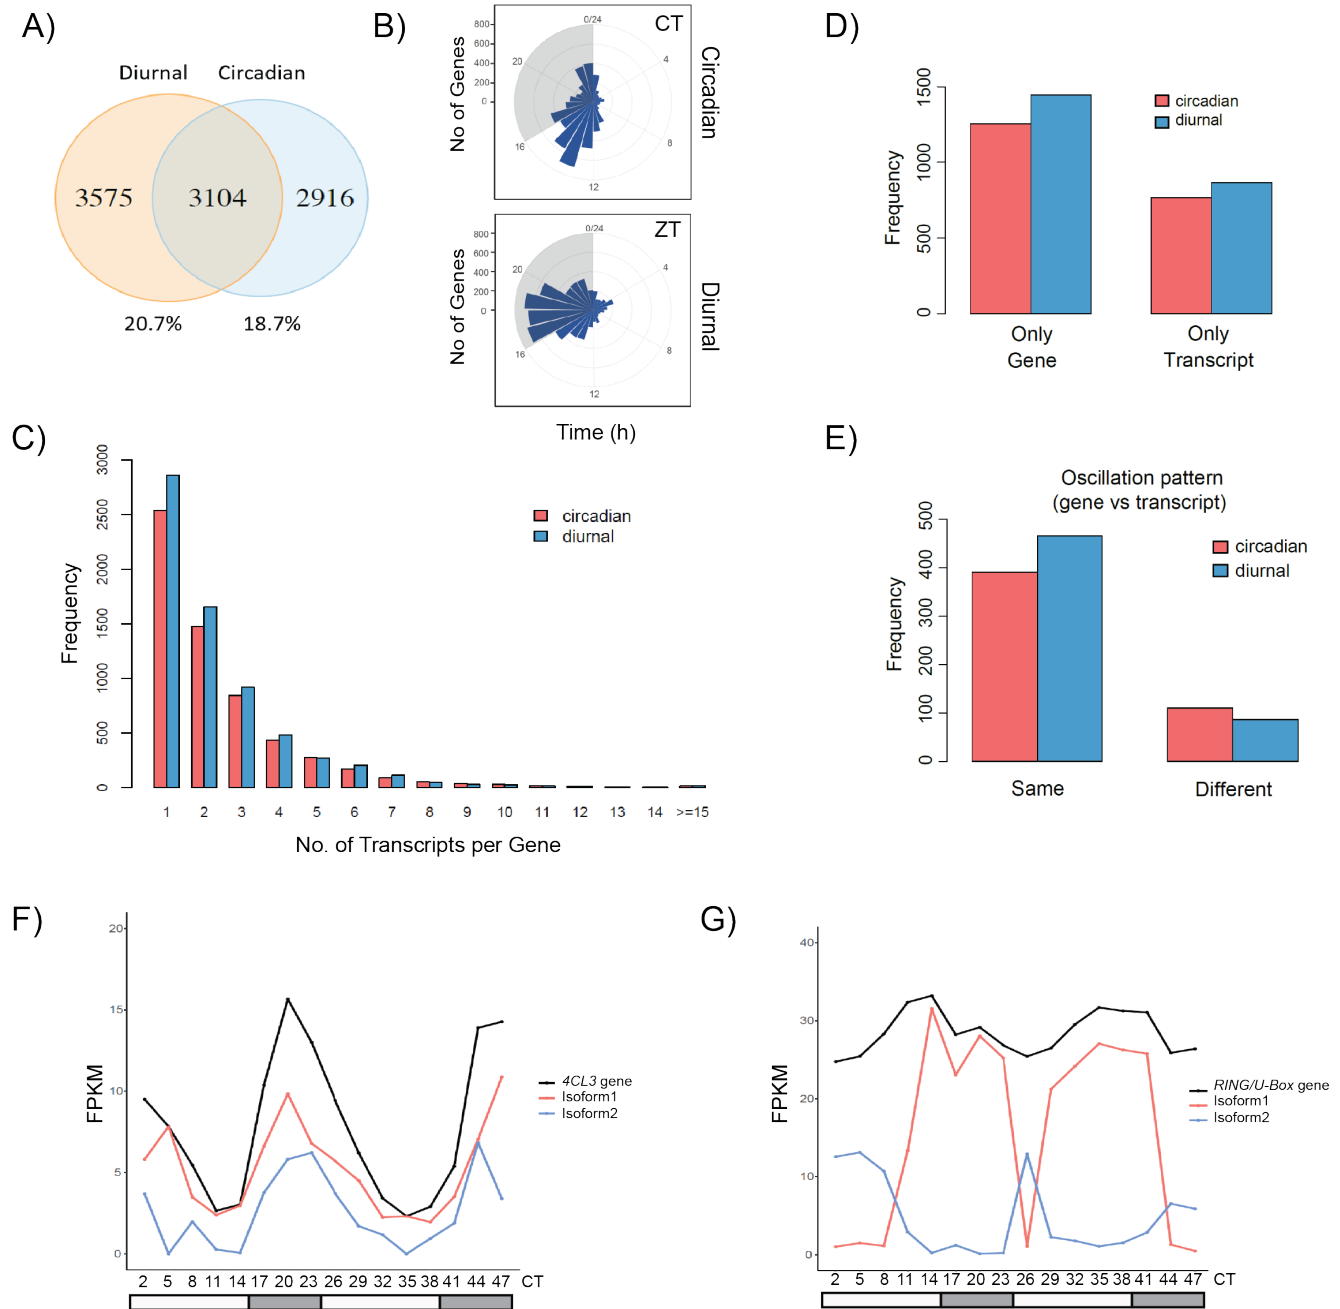 A)
Diurnal
Circadian
3575
3104
2916
20.7%
18.7%
B)
No of Genes
800
600
400
200
0
0/24
4
8
12
16
20
CT
Circadian
No of Genes
800
600
400
200
0
0/24
4
8
12
16
20
ZT
Diurnal
Time (h)
C)
Frequency
3000
2500
2000
1500
1000
500
0
circadian
diurnal
1 2 3 4 5 6 7 8 9 10 11 12 13 14 >=15
No. of Transcripts per Gene
D)
Frequency
1500
1000
500
0
circadian
diurnal
Only
Gene
Only
Transcript
E)
Oscillation pattern
(gene vs transcript)
Frequency
500
400
300
200
100
0
circadian
diurnal
Same
Different
F)
FPKM
20
15
10
5
0
4CL3 gene
Isoform1
Isoform2
2 5 8 11 14 17 20 23 26 29 32 35 38 41 44 47 CT
G)
FPKM
40
30
20
10
0
RING/U-Box gene
Isoform1
Isoform2
2 5 8 11 14 17 20 23 26 29 32 35 38 41 44 47 CT